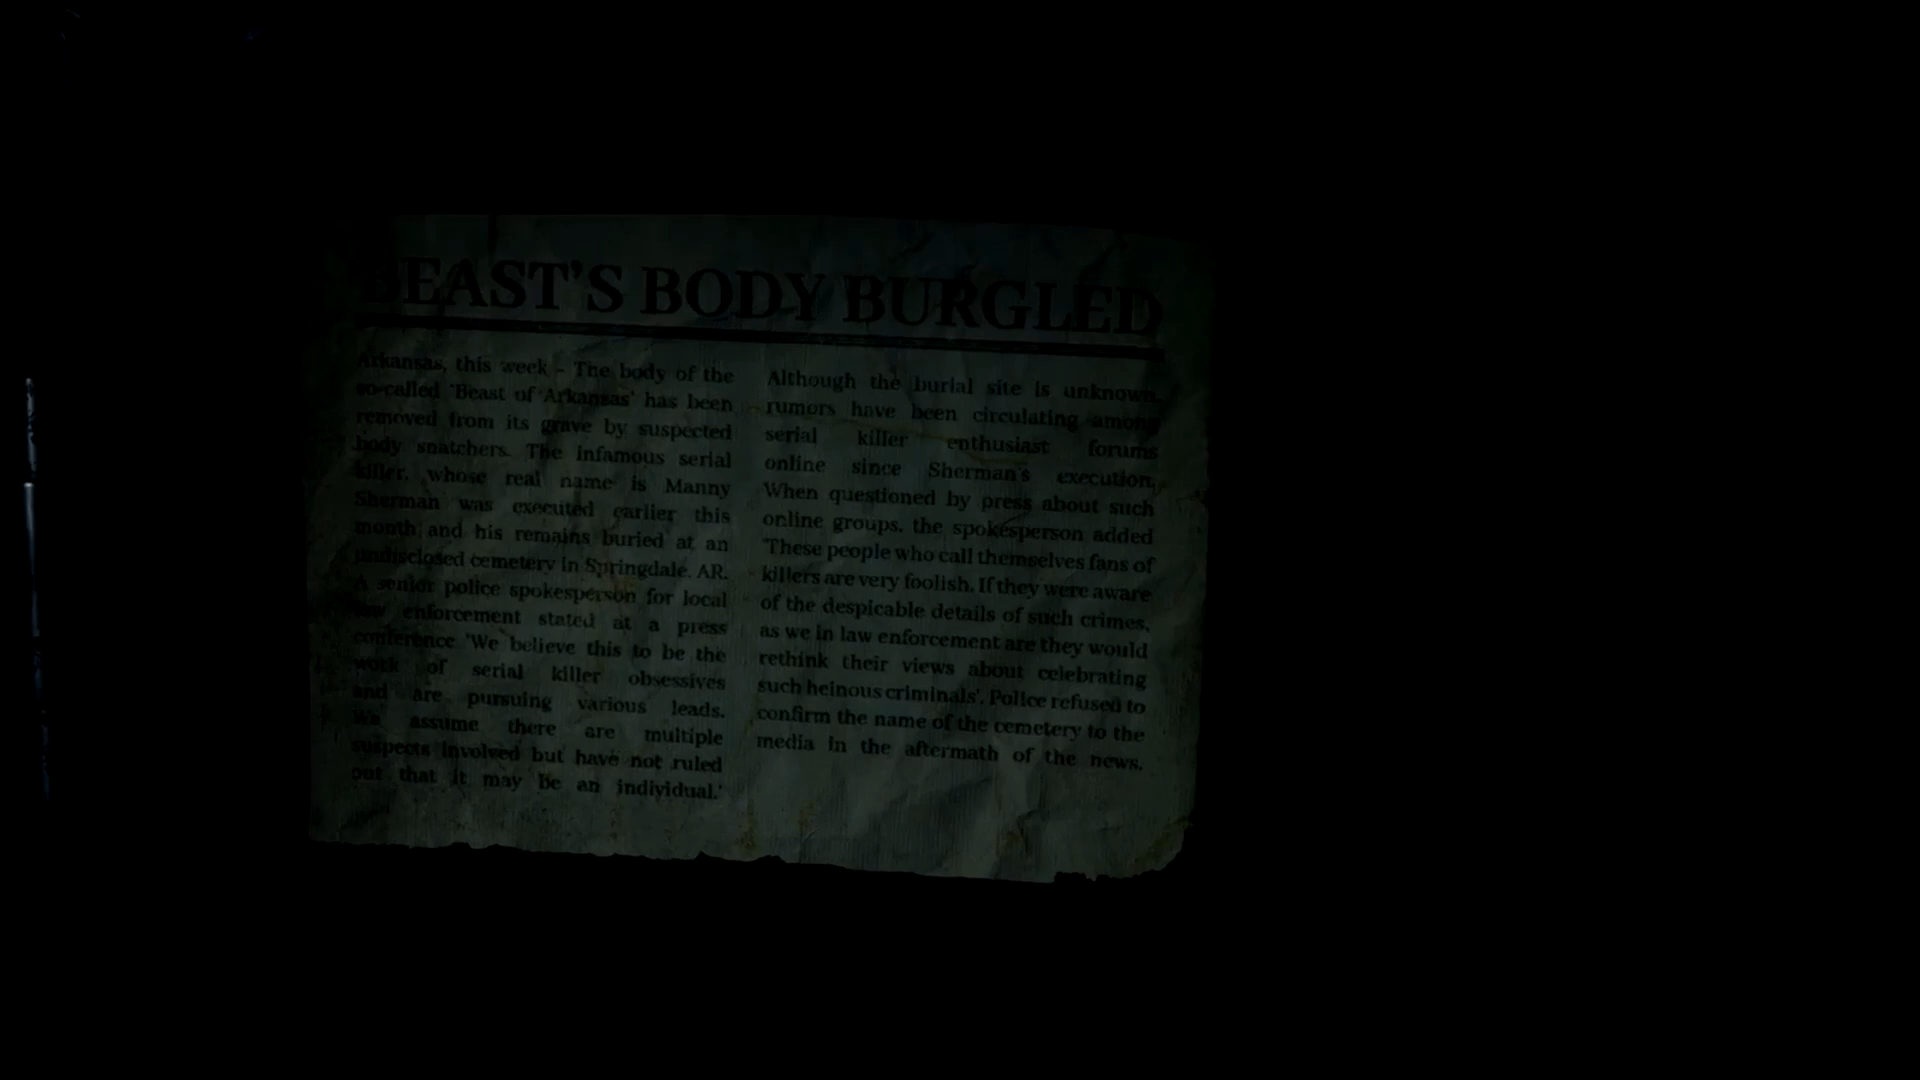 BEAST'S BODY BURGLED
Arkansas, this week - The body of the
so-called 'Beast of Arkansas' has been
removed from its grave by suspected
body snatchers. The infamous serial
killer, whose real name is Manny
Sherman was executed earlier this
month and his remains buried at an
undisclosed cemetery in Springdale, AR.
A senior police spokesperson for local
law enforcement stated at a press
conference 'We believe this to be the
work of serial killer obsessives
and are pursuing various leads.
We assume there are multiple
suspects involved but have not ruled
out that it may be an individual.'
Although the burial site is unknown,
rumors have been circulating among
serial killer enthusiast forums
online since Sherman's execution.
When questioned by press about such
online groups, the spokesperson added
'These people who call themselves fans of
killers are very foolish. If they were aware
of the despicable details of such crimes,
as we in law enforcement are they would
rethink their views about celebrating
such heinous criminals'. Police refused to
confirm the name of the cemetery to the
media in the aftermath of the news.